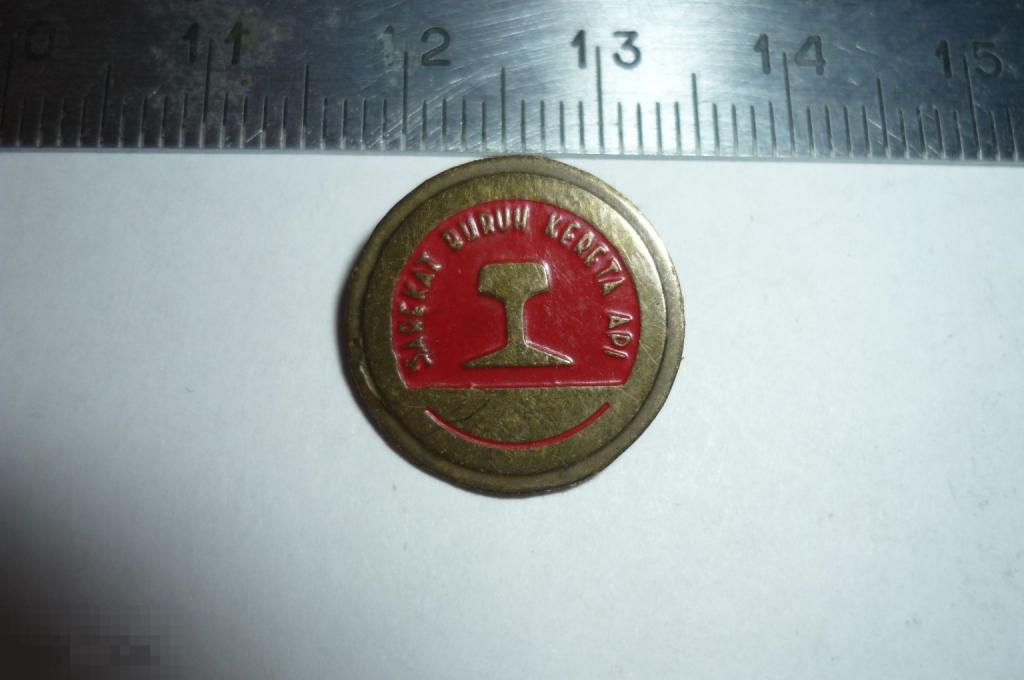 0 11 12 13 14 15
SAREKAT BURUH KERETA API